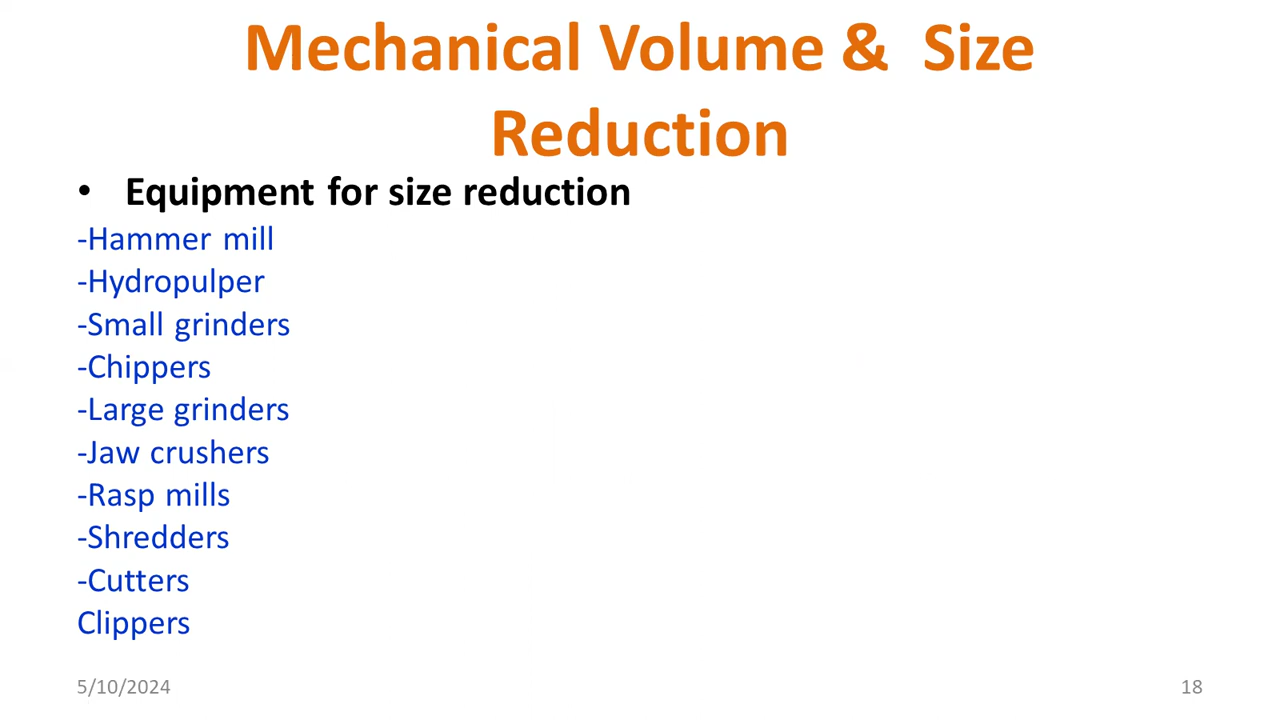 Mechanical Volume &  Size
Reduction
• Equipment for size reduction
-Hammer mill
-Hydropulper
-Small grinders
-Chippers
-Large grinders
-Jaw crushers
-Rasp mills
-Shredders
-Cutters
Clippers
5/10/2024
18